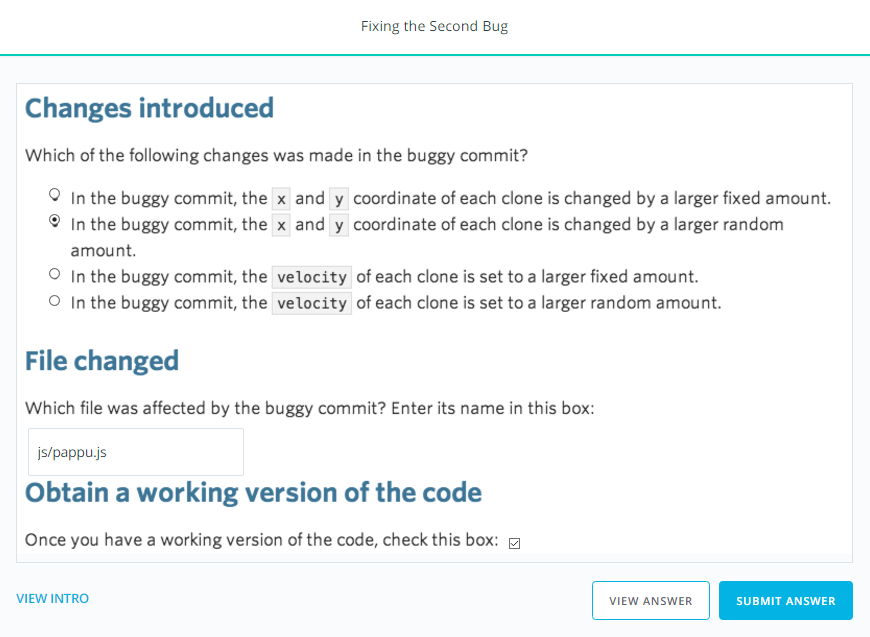 Fixing the Second Bug
Changes introduced
Which of the following changes was made in the buggy commit?
In the buggy commit, the x and y coordinate of each clone is changed by a larger fixed amount.
In the buggy commit, the x and y coordinate of each clone is changed by a larger random
amount.
In the buggy commit, the velocity of each clone is set to a larger fixed amount.
In the buggy commit, the velocity of each clone is set to a larger random amount.
File changed
Which file was affected by the buggy commit? Enter its name in this box:
js/pappu.js
Obtain a working version of the code
Once you have a working version of the code, check this box:
VIEW INTRO
VIEW ANSWER
SUBMIT ANSWER